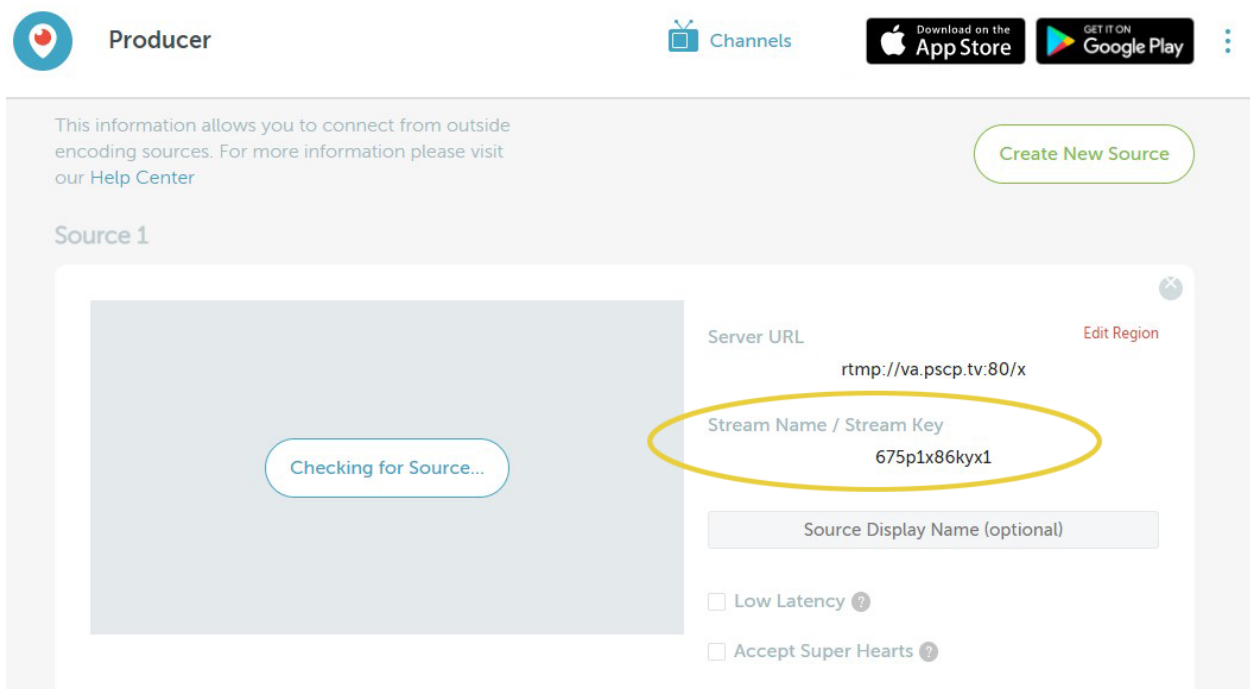 Producer
Channels
Download on the
App Store
GET IT ON
Google Play
This information allows you to connect from outside
encoding sources. For more information please visit
our Help Center
Create New Source
Source 1
Server URL
Edit Region
rtmp://va.pscp.tv:80/x
Stream Name / Stream Key
675p1x86kyx1
Checking for Source...
Source Display Name (optional)
Low Latency ?
Accept Super Hearts ?